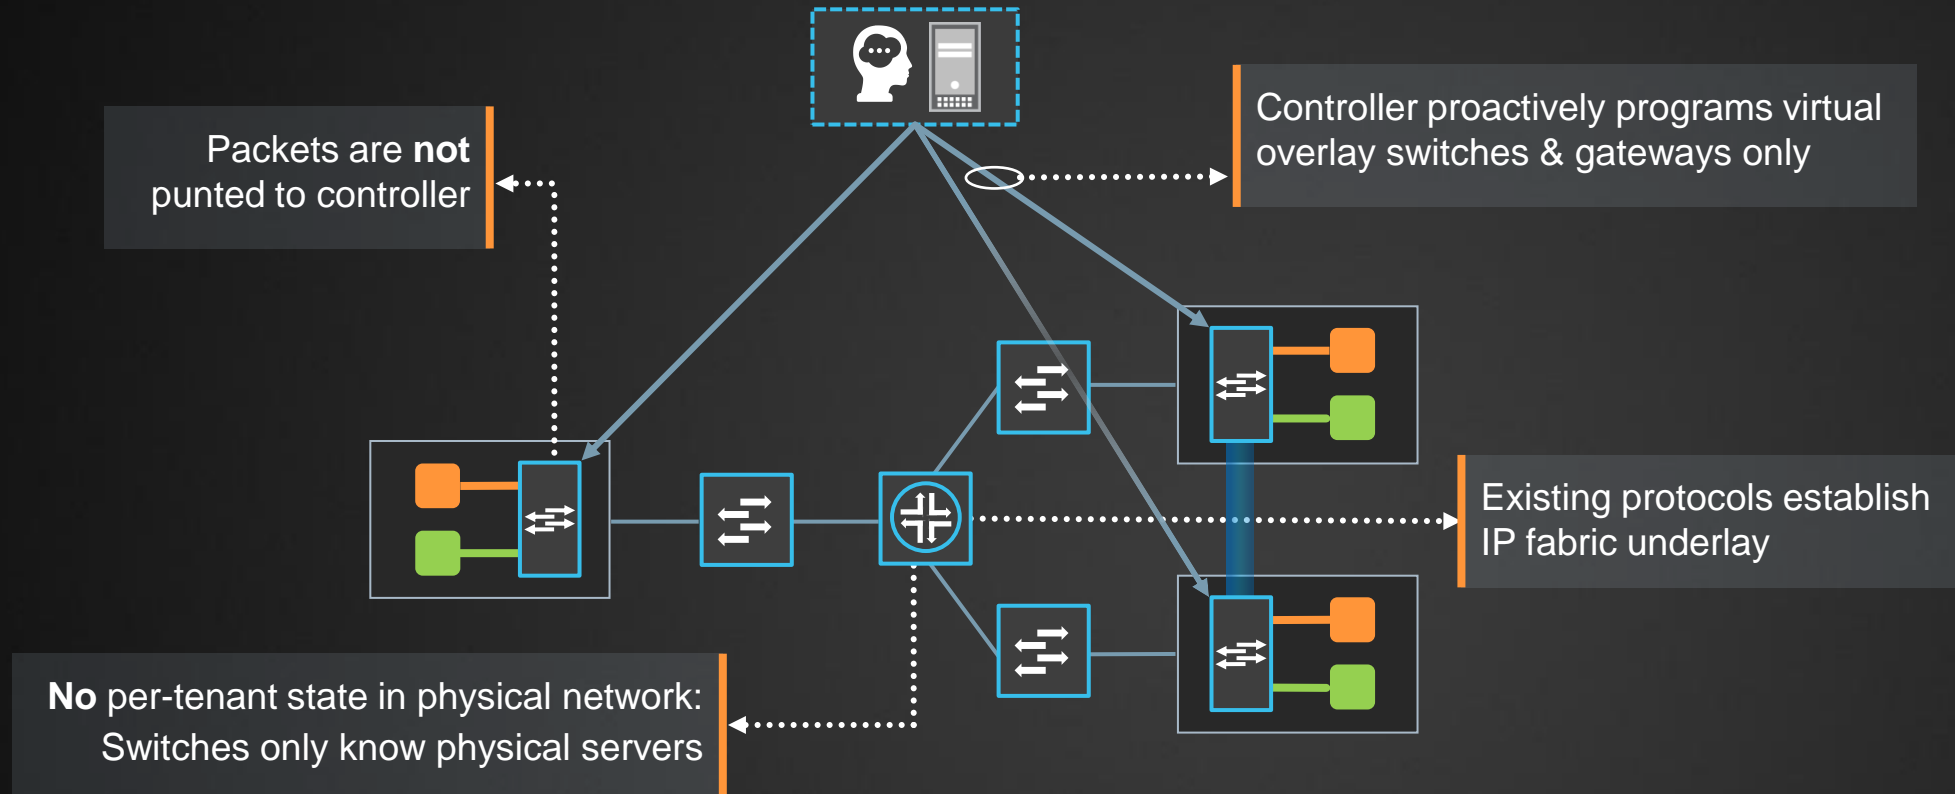 Packets are not
punted to controller
Controller proactively programs virtual
overlay switches & gateways only
Existing protocols establish
IP fabric underlay
No per-tenant state in physical network:
Switches only know physical servers